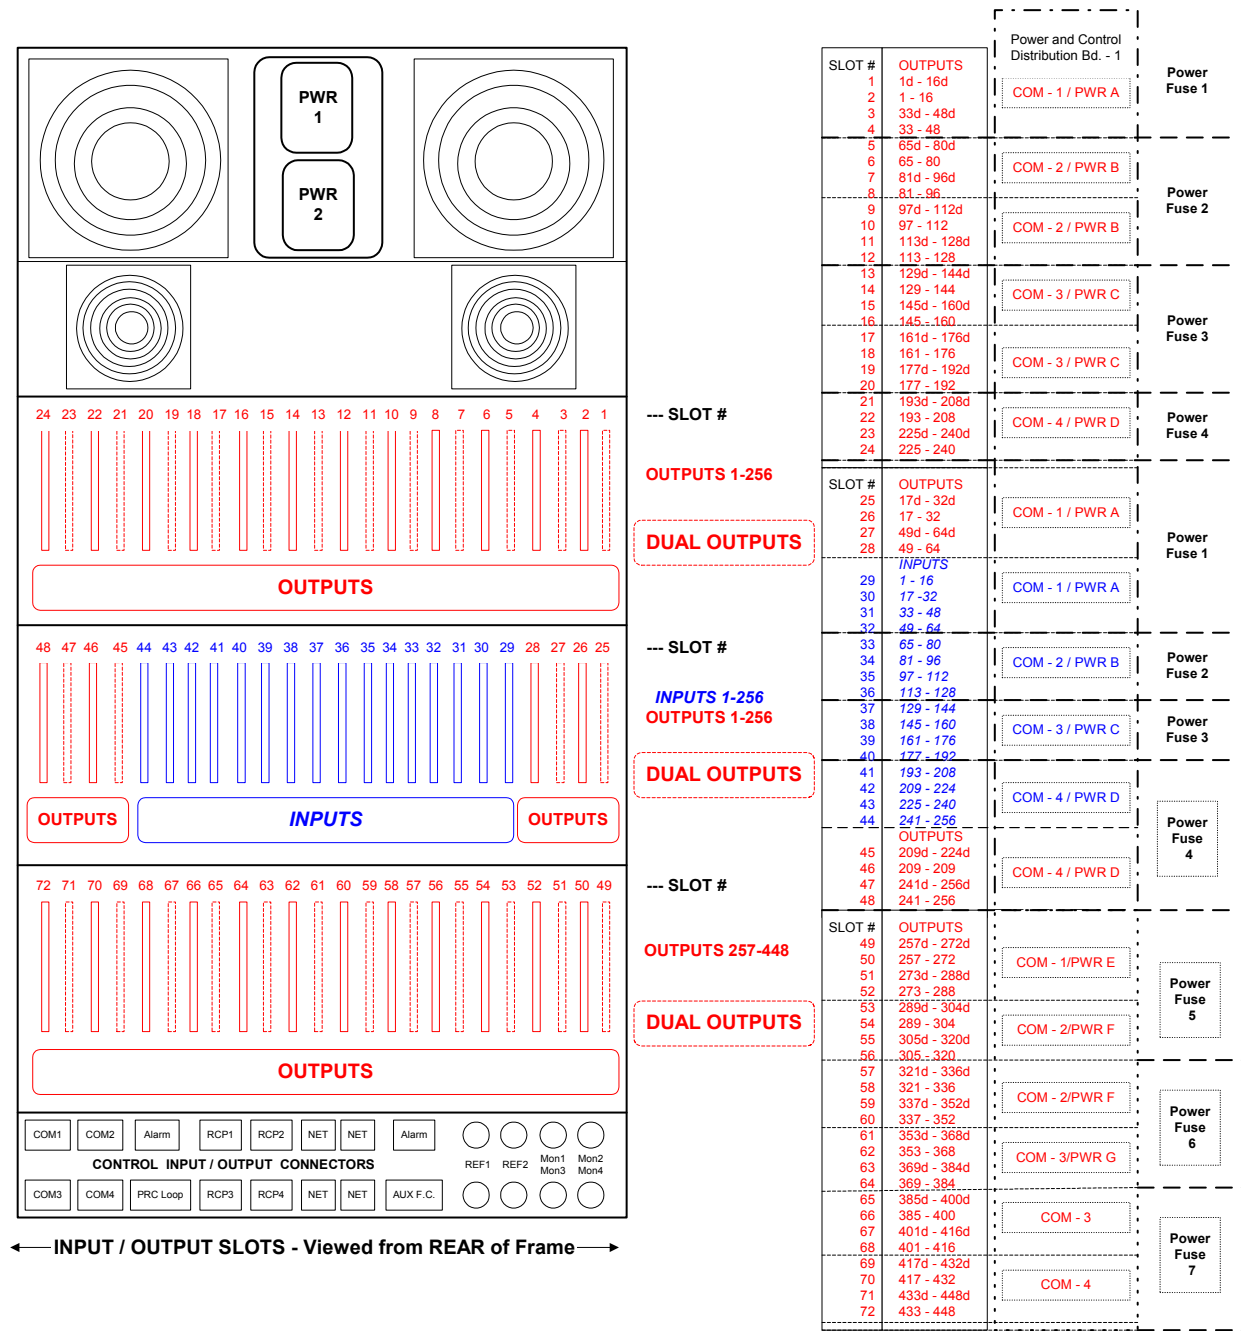 PWR
1
PWR
2
24 23 22 21 20 19 18 17 16 15 14 13 12 11 10 9 8 7 6 5 4 3 2 1
--- SLOT #
OUTPUTS 1-256
DUAL OUTPUTS
OUTPUTS
48 47 46 45 44 43 42 41 40 39 38 37 36 35 34 33 32 31 30 29 28 27 26 25
--- SLOT #
INPUTS 1-256
OUTPUTS 1-256
DUAL OUTPUTS
OUTPUTS INPUTS OUTPUTS
72 71 70 69 68 67 66 65 64 63 62 61 60 59 58 57 56 55 54 53 52 51 50 49
--- SLOT #
OUTPUTS 257-448
DUAL OUTPUTS
OUTPUTS
COM1 COM2 Alarm RCP1 RCP2 NET NET Alarm
CONTROL INPUT / OUTPUT CONNECTORS
REF1 REF2 Mon1 Mon2
Mon3 Mon4
COM3 COM4 PRC Loop RCP3 RCP4 NET NET AUX F.C.
INPUT / OUTPUT SLOTS - Viewed from REAR of Frame
Power and Control
Distribution Bd. - 1
SLOT # OUTPUTS
1 1d - 16d
2 1 - 16
3 33d - 48d
4 33 - 48
COM - 1 / PWR A
Power
Fuse 1
5 65d - 80d
6 65 - 80
7 81d - 96d
8 81 - 96
COM - 2 / PWR B
9 97d - 112d
10 97 - 112
11 113d - 128d
12 113 - 128
COM - 2 / PWR B
Power
Fuse 2
13 129d - 144d
14 129 - 144
15 145d - 160d
16 145 - 160
COM - 3 / PWR C
17 161d - 176d
18 161 - 176
19 177d - 192d
20 177 - 192
COM - 3 / PWR C
Power
Fuse 3
21 193d - 208d
22 193 - 208
23 225d - 240d
24 225 - 240
COM - 4 / PWR D
Power
Fuse 4
SLOT # OUTPUTS
25 17d - 32d
26 17 - 32
27 49d - 64d
28 49 - 64
COM - 1 / PWR A
INPUTS
29 1 - 16
30 17 -32
31 33 - 48
32 49 - 64
COM - 1 / PWR A
Power
Fuse 1
33 65 - 80
34 81 - 96
35 97 - 112
36 113 - 128
COM - 2 / PWR B
Power
Fuse 2
37 129 - 144
38 145 - 160
39 161 - 176
40 177 - 192
COM - 3 / PWR C
Power
Fuse 3
41 193 - 208
42 209 - 224
43 225 - 240
44 241 - 256
COM - 4 / PWR D
OUTPUTS
45 209d - 224d
46 209 - 209
47 241d - 256d
48 241 - 256
COM - 4 / PWR D
Power
Fuse
4
SLOT # OUTPUTS
49 257d - 272d
50 257 - 272
51 273d - 288d
52 273 - 288
COM - 1/PWR E
53 289d - 304d
54 289 - 304
55 305d - 320d
56 305 - 320
COM - 2/PWR F
Power
Fuse
5
57 321d - 336d
58 321 - 336
59 337d - 352d
60 337 - 352
COM - 2/PWR F
61 353d - 368d
62 353 - 368
63 369d - 384d
64 369 - 384
COM - 3/PWR G
Power
Fuse
6
65 385d - 400d
66 385 - 400
67 401d - 416d
68 401 - 416
COM - 3
69 417d - 432d
70 417 - 432
71 433d - 448d
72 433 - 448
COM - 4
Power
Fuse
7